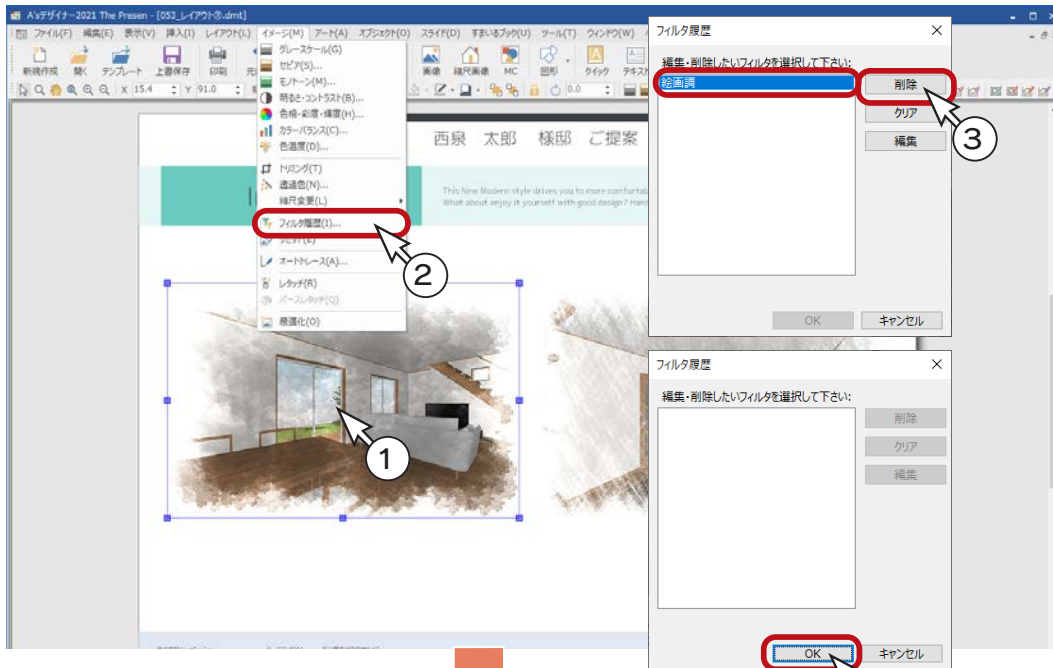 A'sデザイナー2021 The Presen - [053_レイアウト③.dmt]
ファイル(F) 編集(E) 表示(V) 挿入(I) レイアウト(L) イメージ(M) アート(A) オブジェクト(O) スライド(D) すまいるブック(U) ツール(T) ウィンドウ(W)
新規作成 開く テンプレート 上書保存 印刷 元 画像 縮尺画像 MC 図形 クイック テキスト
X 15.4 Y 91.0 0.0
グレースケール(G)
セピア(S)...
モノトーン(M)...
明るさ・コントラスト(B)...
色相・彩度・輝度(H)...
カラーバランス(C)...
色温度(D)...
トリミング(T)
透過色(N)...
縮尺変更(L)
フィルタ履歴(I)...
リセット(E)
オートトレース(A)...
レタッチ(R)
パースレタッチ(Q)
最適化(O)
西泉 太郎 様邸 ご提案
This New Modern style drives you to more comfortab
What about enjoy it yourself with good design? Hand
①
②
フィルタ履歴
編集・削除したいフィルタを選択して下さい:
絵画調
削除
クリア
編集
③
OK キャンセル
フィルタ履歴
編集・削除したいフィルタを選択して下さい:
削除
クリア
編集
OK キャンセル